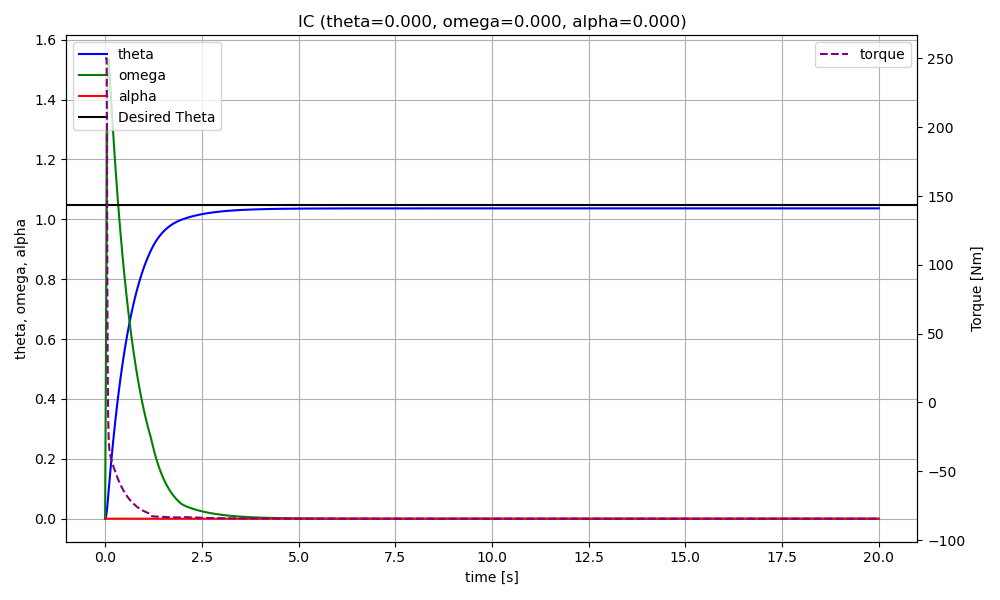 IC (theta=0.000, omega=0.000, alpha=0.000)
theta
omega
alpha
Desired Theta
torque
1.6
1.4
1.2
1.0
0.8
0.6
0.4
0.2
0.0
theta, omega, alpha
250
200
150
100
50
0
−50
−100
Torque [Nm]
0.0 2.5 5.0 7.5 10.0 12.5 15.0 17.5 20.0
time [s]